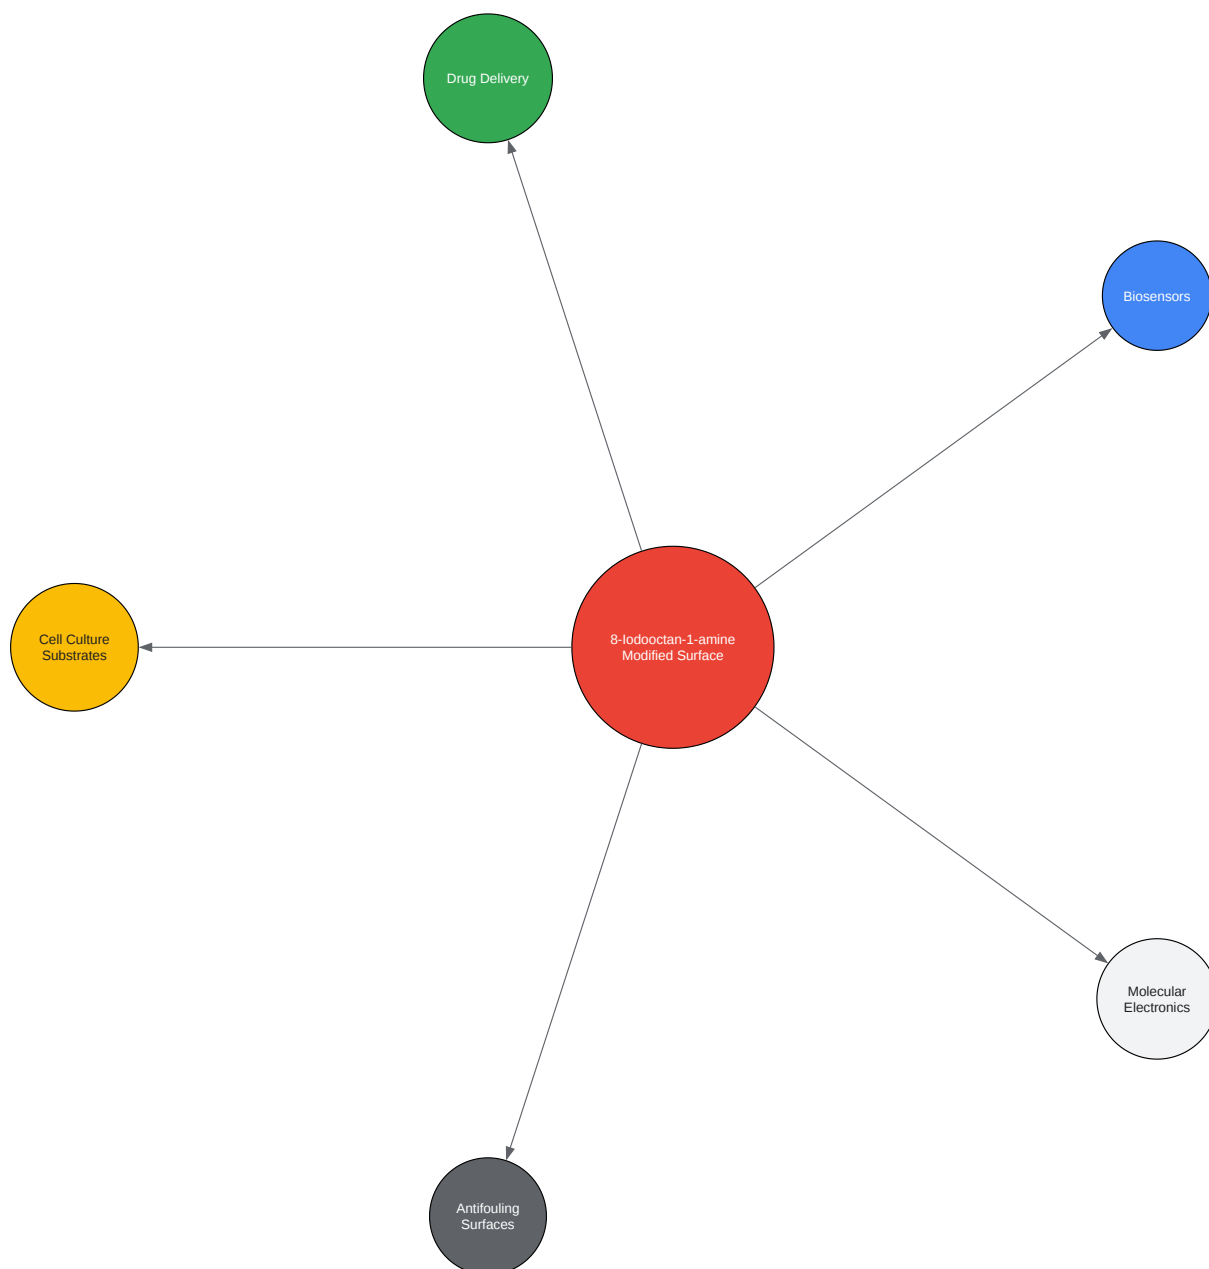 Drug Delivery
Biosensors
Cell Culture
Substrates
8-Iodooctan-1-amine
Modified Surface
Molecular
Electronics
Antifouling
Surfaces